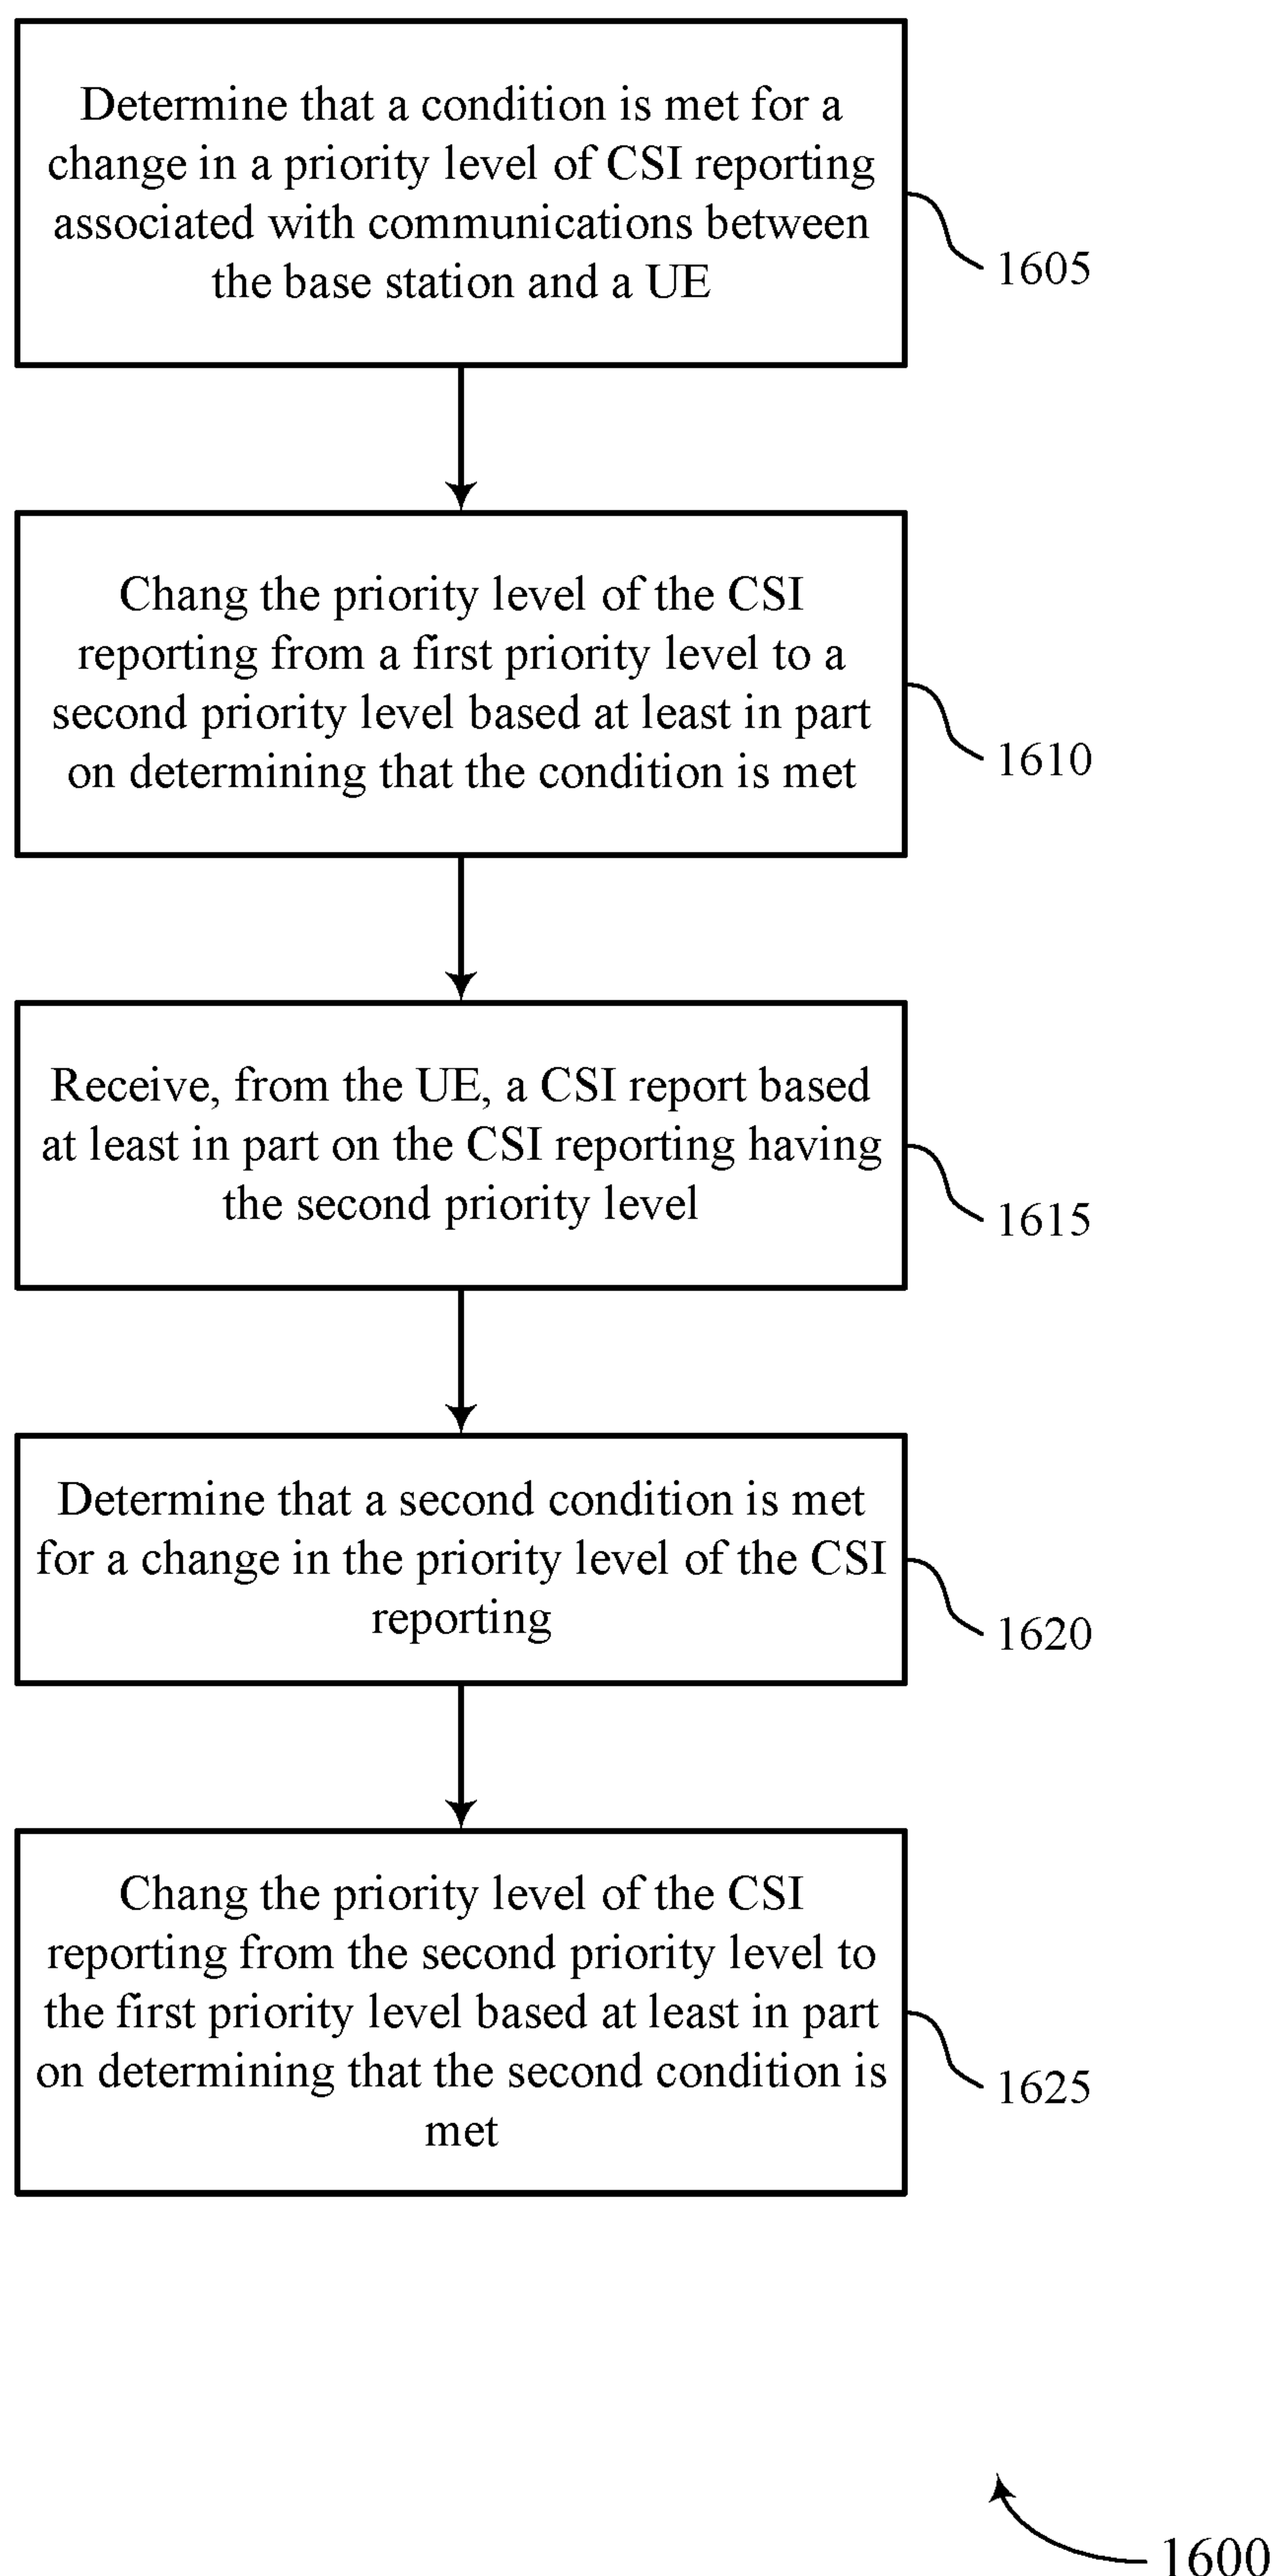 Determine that a condition is met for a
change in a priority level of CSI reporting
associated with communications between
the base station and a UE
1605
Chang the priority level of the CSI
reporting from a first priority level to a
second priority level based at least in part
on determining that the condition is met
1610
Receive, from the UE, a CSI report based
at least in part on the CSI reporting having
the second priority level
1615
Determine that a second condition is met
for a change in the priority level of the CSI
reporting
1620
Chang the priority level of the CSI
reporting from the second priority level to
the first priority level based at least in part
on determining that the second condition is
met
1625
1600